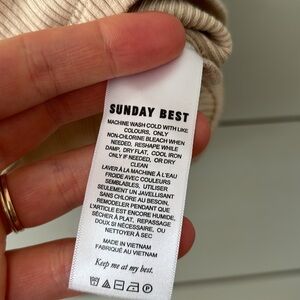 SUNDAY BEST
MACHINE WASH COLD WITH LIKE
COLOURS, ONLY
NON-CHLORINE BLEACH WHEN
NEEDED, RESHAPE WHILE
DAMP, DRY FLAT, COOL IRON
ONLY IF NEEDED, OR DRY
CLEAN
LAVER À LA MACHINE À L'EAU
FROIDE AVEC COULEURS
SEMBLABLES, UTILISER
SEULEMENT UN JAVELLISANT
SANS CHLORE AU BESOIN,
REMODELER PENDANT QUE
L'ARTICLE EST ENCORE HUMIDE,
SÉCHER À PLAT, REPASSAGE
DOUX SI NÉCESSAIRE, OU
NETTOYER À SEC
MADE IN VIETNAM
FABRIQUÉ AU VIETNAM
Keep me at my best.